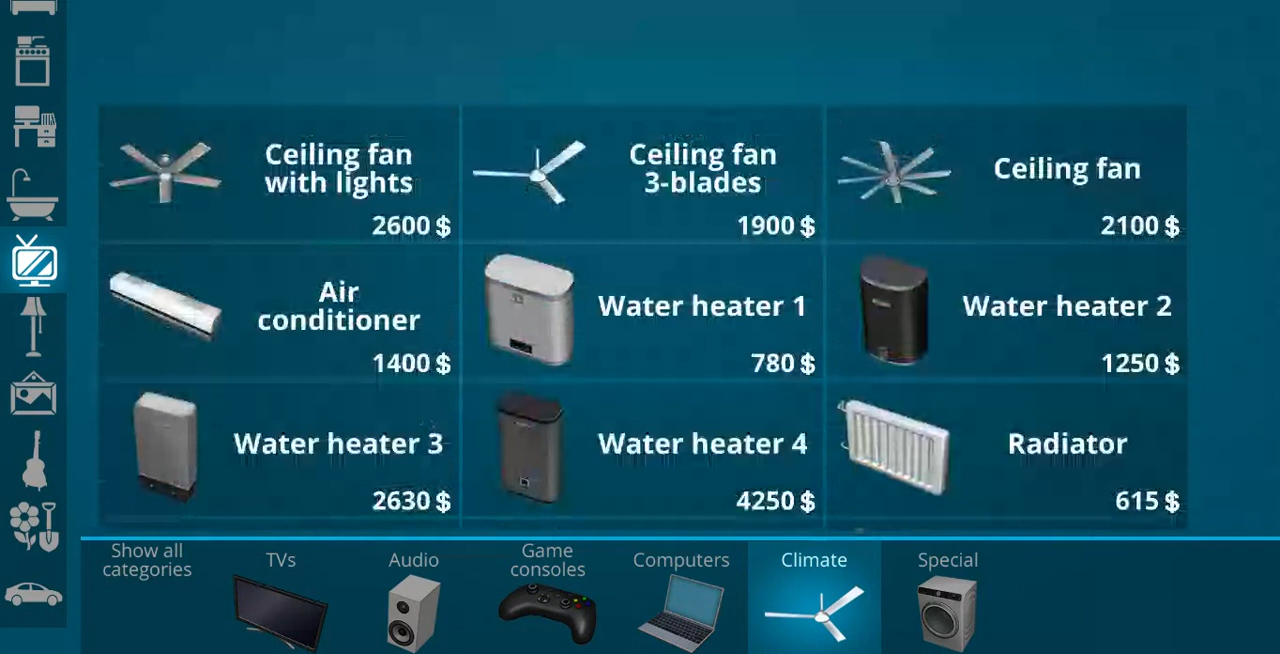 Ceiling fan
with lights
2600 $
Ceiling fan
3-blades
1900 $
Ceiling fan
2100 $
Air
conditioner
1400 $
Water heater 1
780 $
Water heater 2
1250 $
Water heater 3
2630 $
Water heater 4
4250 $
Radiator
615 $
Show all
categories
TVs
Audio
Game
consoles
Computers
Climate
Special